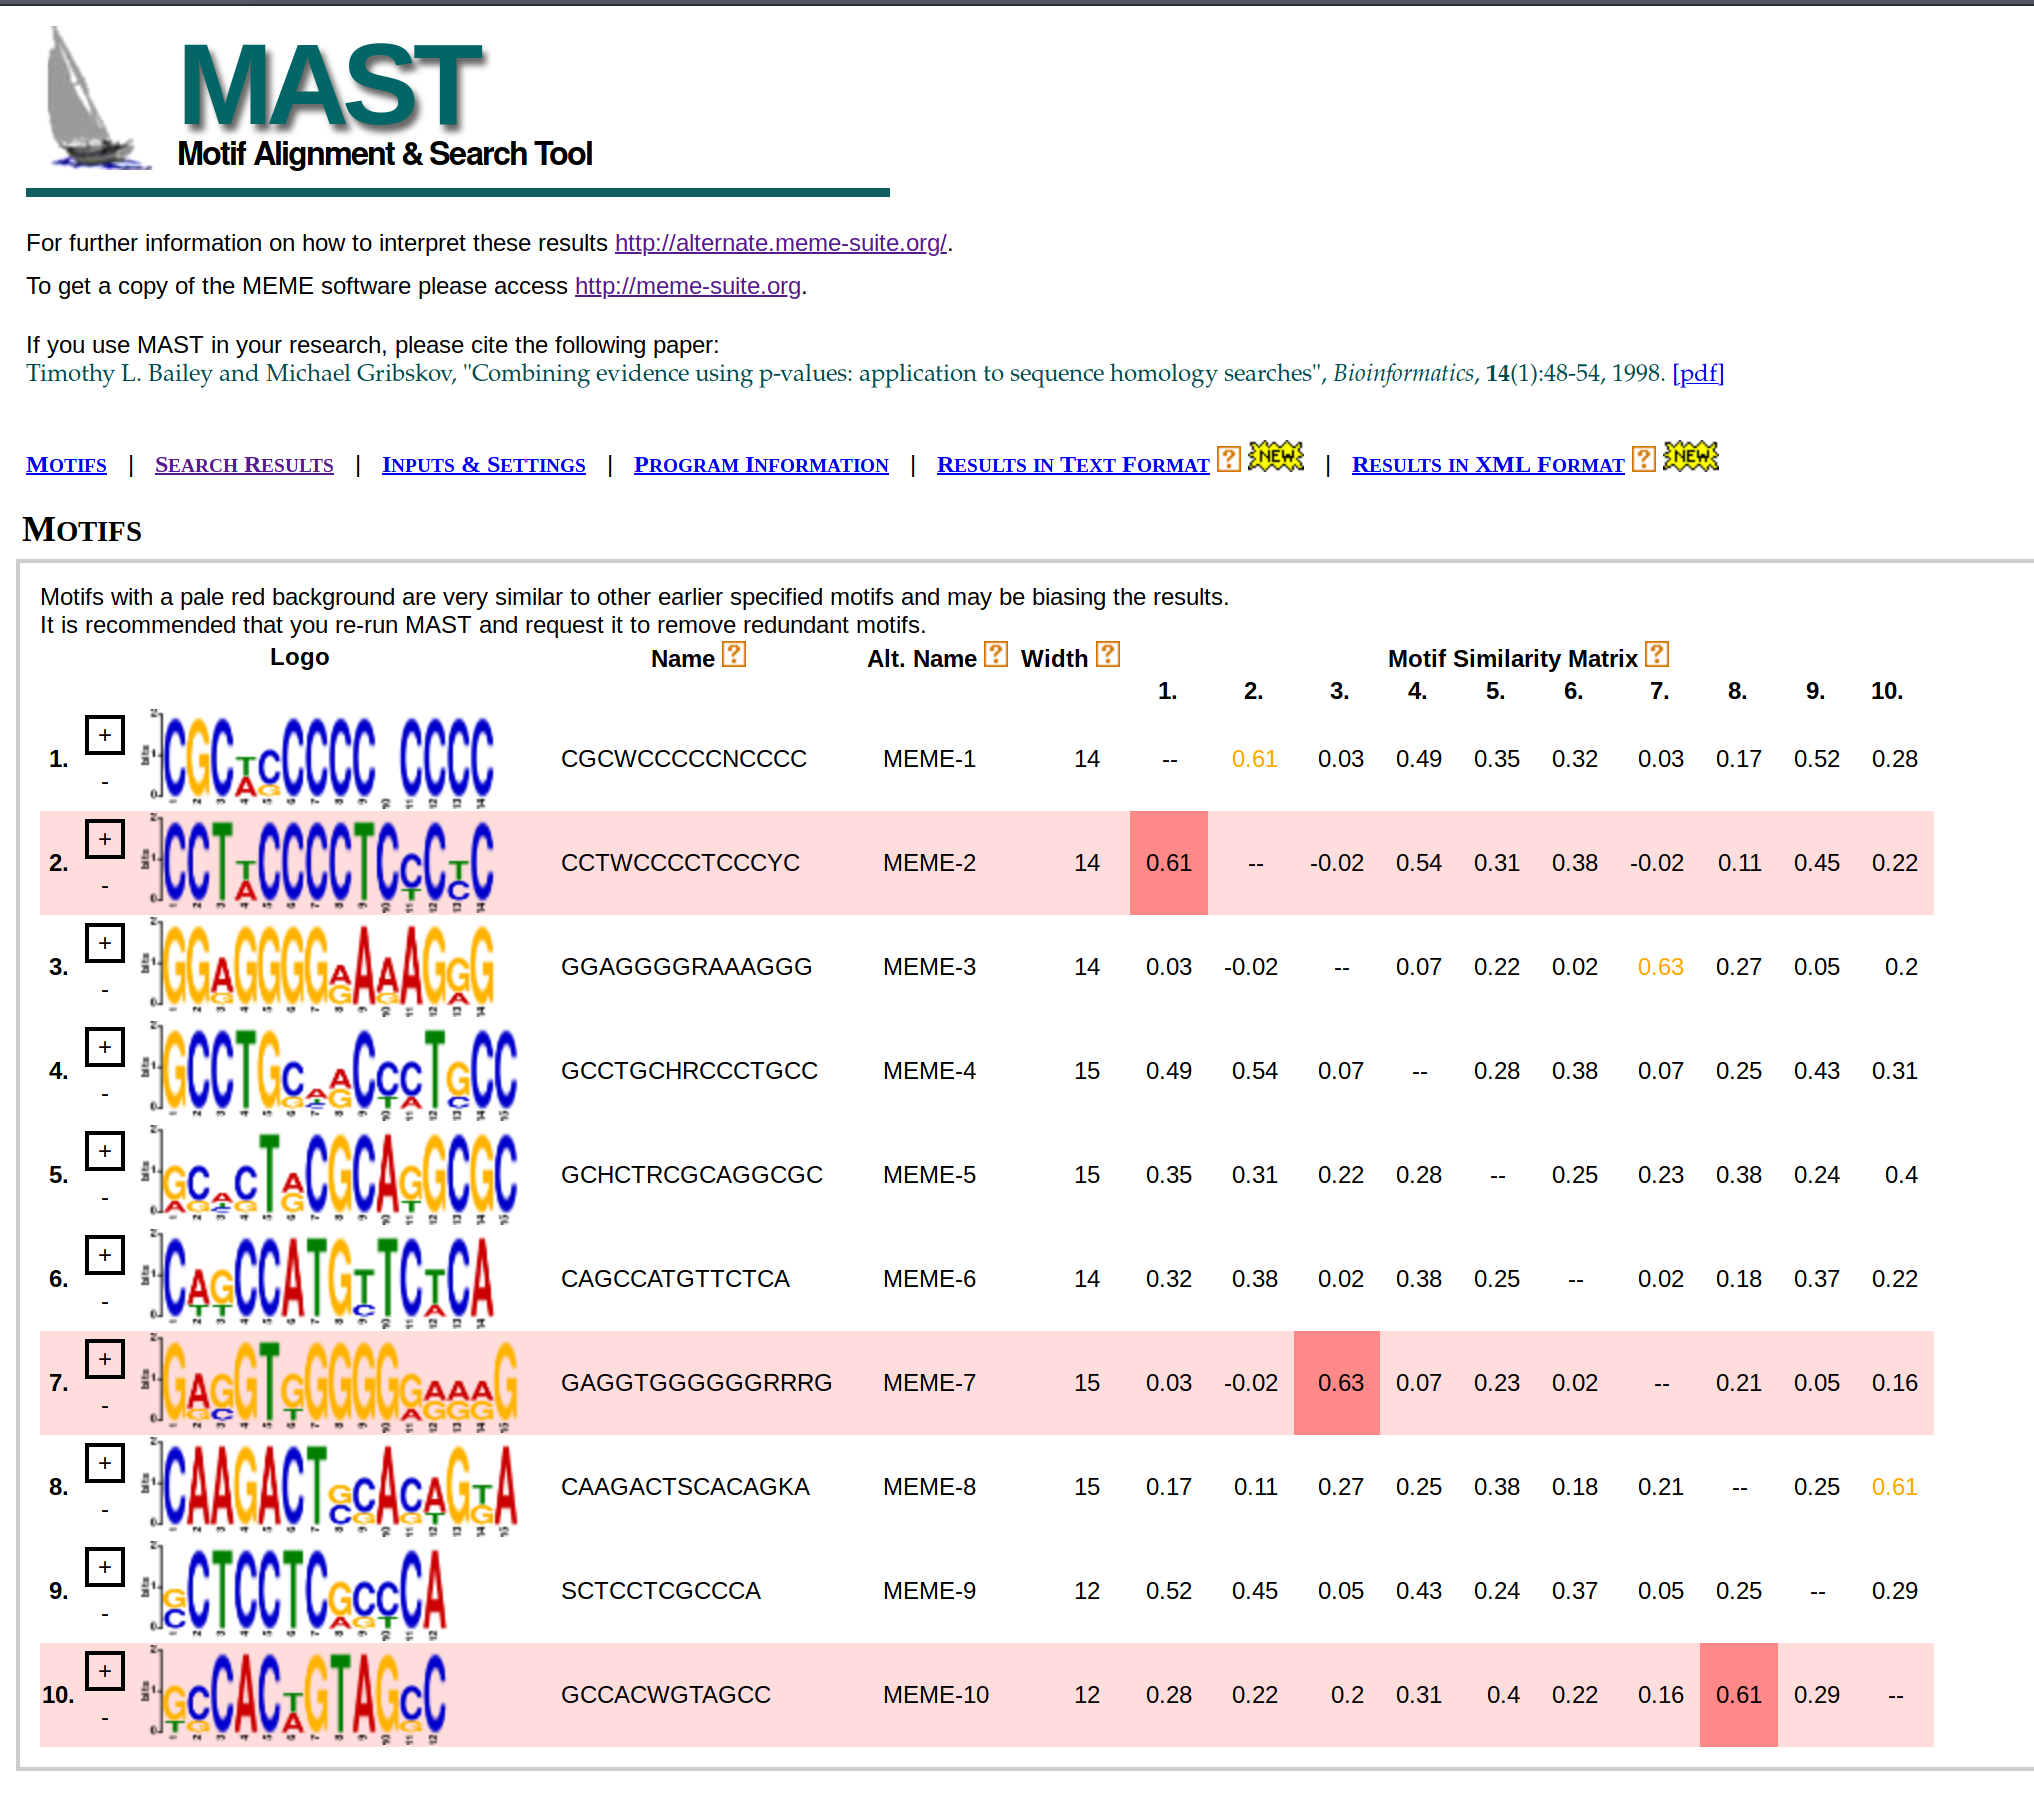 MAST
Motif Alignment & Search Tool
For further information on how to interpret these results http://alternate.meme-suite.org/.
To get a copy of the MEME software please access http://meme-suite.org.
If you use MAST in your research, please cite the following paper:
Timothy L. Bailey and Michael Gribskov, "Combining evidence using p-values: application to sequence homology searches", Bioinformatics, 14(1):48-54, 1998. [pdf]
MOTIFS | SEARCH RESULTS | INPUTS & SETTINGS | PROGRAM INFORMATION | RESULTS IN TEXT FORMAT ? NEW | RESULTS IN XML FORMAT ? NEW
MOTIFS
Motifs with a pale red background are very similar to other earlier specified motifs and may be biasing the results.
It is recommended that you re-run MAST and request it to remove redundant motifs.
Logo Name ? Alt. Name ? Width ? Motif Similarity Matrix ?
1. 2. 3. 4. 5. 6. 7. 8. 9. 10.
1. + - CGCWCCCCCNCCCC MEME-1 14 -- 0.61 0.03 0.49 0.35 0.32 0.03 0.17 0.52 0.28
2. + - CCTWCCCCTCCCYC MEME-2 14 0.61 -- -0.02 0.54 0.31 0.38 -0.02 0.11 0.45 0.22
3. + - GGAGGGGRAAAGGG MEME-3 14 0.03 -0.02 -- 0.07 0.22 0.02 0.63 0.27 0.05 0.2
4. + - GCCTGCHRCCCTGCC MEME-4 15 0.49 0.54 0.07 -- 0.28 0.38 0.07 0.25 0.43 0.31
5. + - GCHCTRCGCAGGCGC MEME-5 15 0.35 0.31 0.22 0.28 -- 0.25 0.23 0.38 0.24 0.4
6. + - CAGCCATGTTCTCA MEME-6 14 0.32 0.38 0.02 0.38 0.25 -- 0.02 0.18 0.37 0.22
7. + - GAGGTGGGGGGRRRG MEME-7 15 0.03 -0.02 0.63 0.07 0.23 0.02 -- 0.21 0.05 0.16
8. + - CAAGACTSCACAGKA MEME-8 15 0.17 0.11 0.27 0.25 0.38 0.18 0.21 -- 0.25 0.61
9. + - SCTCCTCGCCCA MEME-9 12 0.52 0.45 0.05 0.43 0.24 0.37 0.05 0.25 -- 0.29
10. + - GCCACWGTAGCC MEME-10 12 0.28 0.22 0.2 0.31 0.4 0.22 0.16 0.61 0.29 --